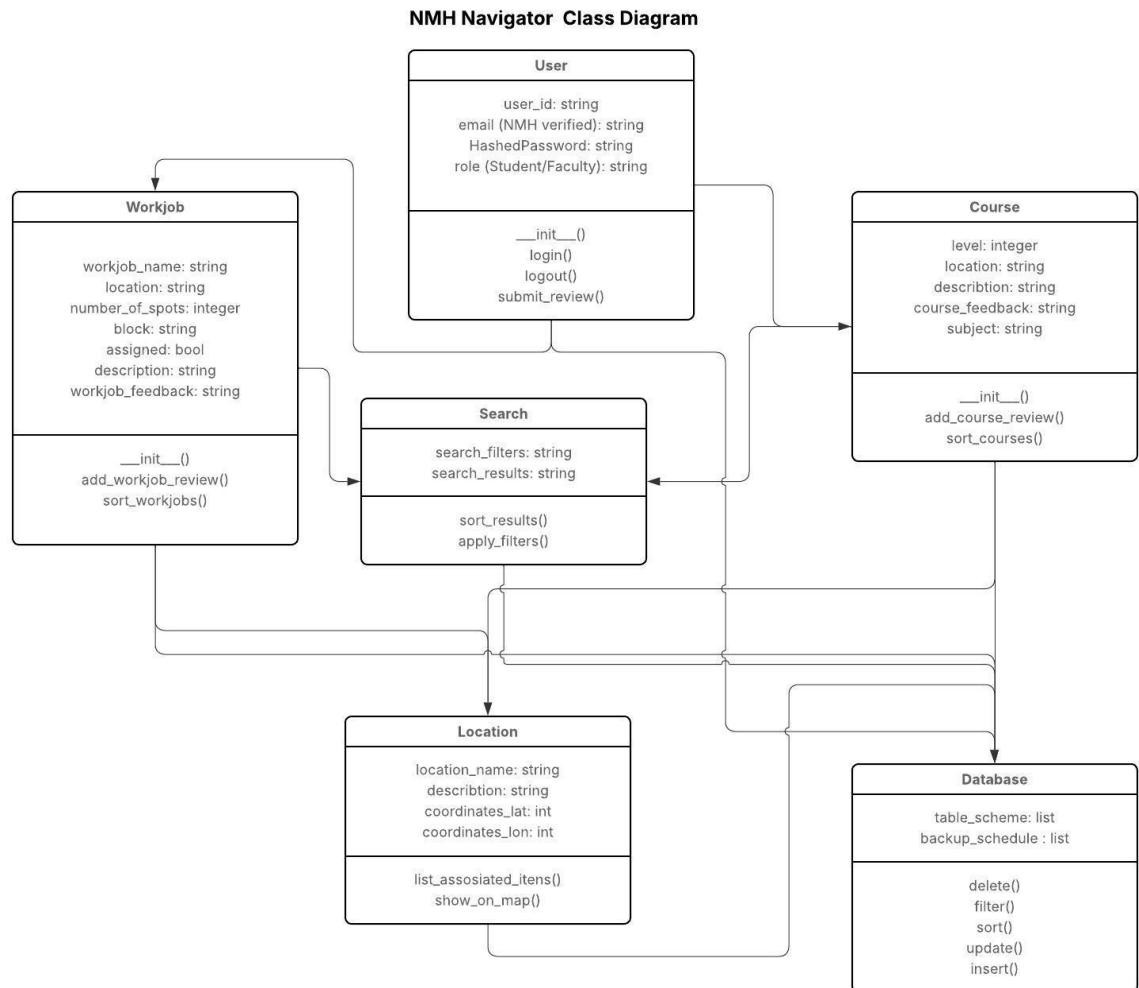 NMH Navigator  Class Diagram
User
user_id: string
email (NMH verified): string
HashedPassword: string
role (Student/Faculty): string
___init___()
login()
logout()
submit_review()
Workjob
workjob_name: string
location: string
number_of_spots: integer
block: string
assigned: bool
description: string
workjob_feedback: string
___init___()
add_workjob_review()
sort_workjobs()
Course
level: integer
location: string
describtion: string
course_feedback: string
subject: string
___init___()
add_course_review()
sort_courses()
Search
search_filters: string
search_results: string
sort_results()
apply_filters()
Location
location_name: string
describtion: string
coordinates_lat: int
coordinates_lon: int
list_assosiated_itens()
show_on_map()
Database
table_scheme: list
backup_schedule : list
delete()
filter()
sort()
update()
insert()